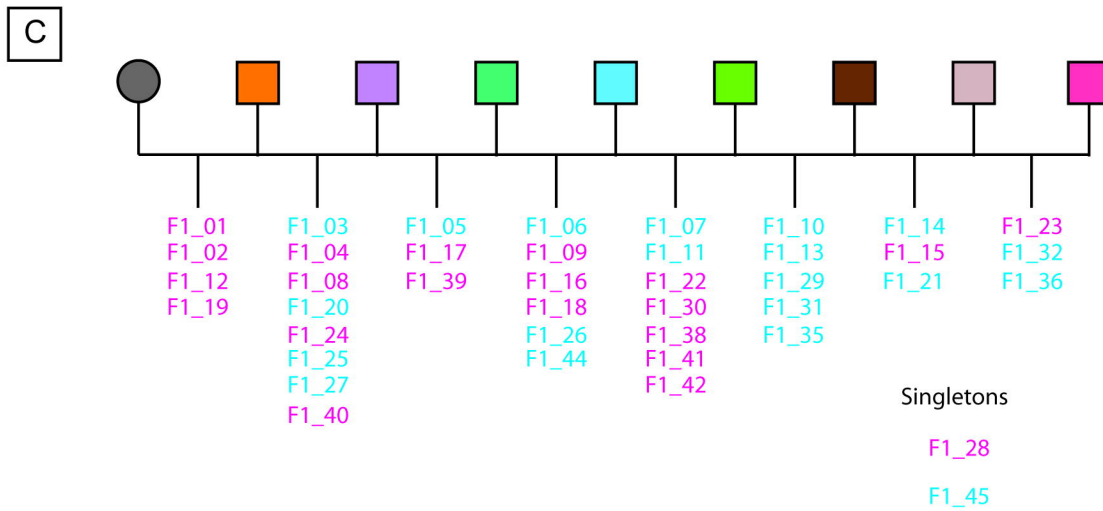 C
F1_01 F1_03 F1_05 F1_06 F1_07 F1_10 F1_14 F1_23
F1_02 F1_04 F1_17 F1_09 F1_11 F1_13 F1_15 F1_32
F1_12 F1_08 F1_39 F1_16 F1_22 F1_29 F1_21 F1_36
F1_19 F1_20 F1_18 F1_30 F1_31
F1_24 F1_26 F1_38 F1_35
F1_25 F1_44 F1_41
F1_27 F1_42
F1_40
Singletons
F1_28
F1_45